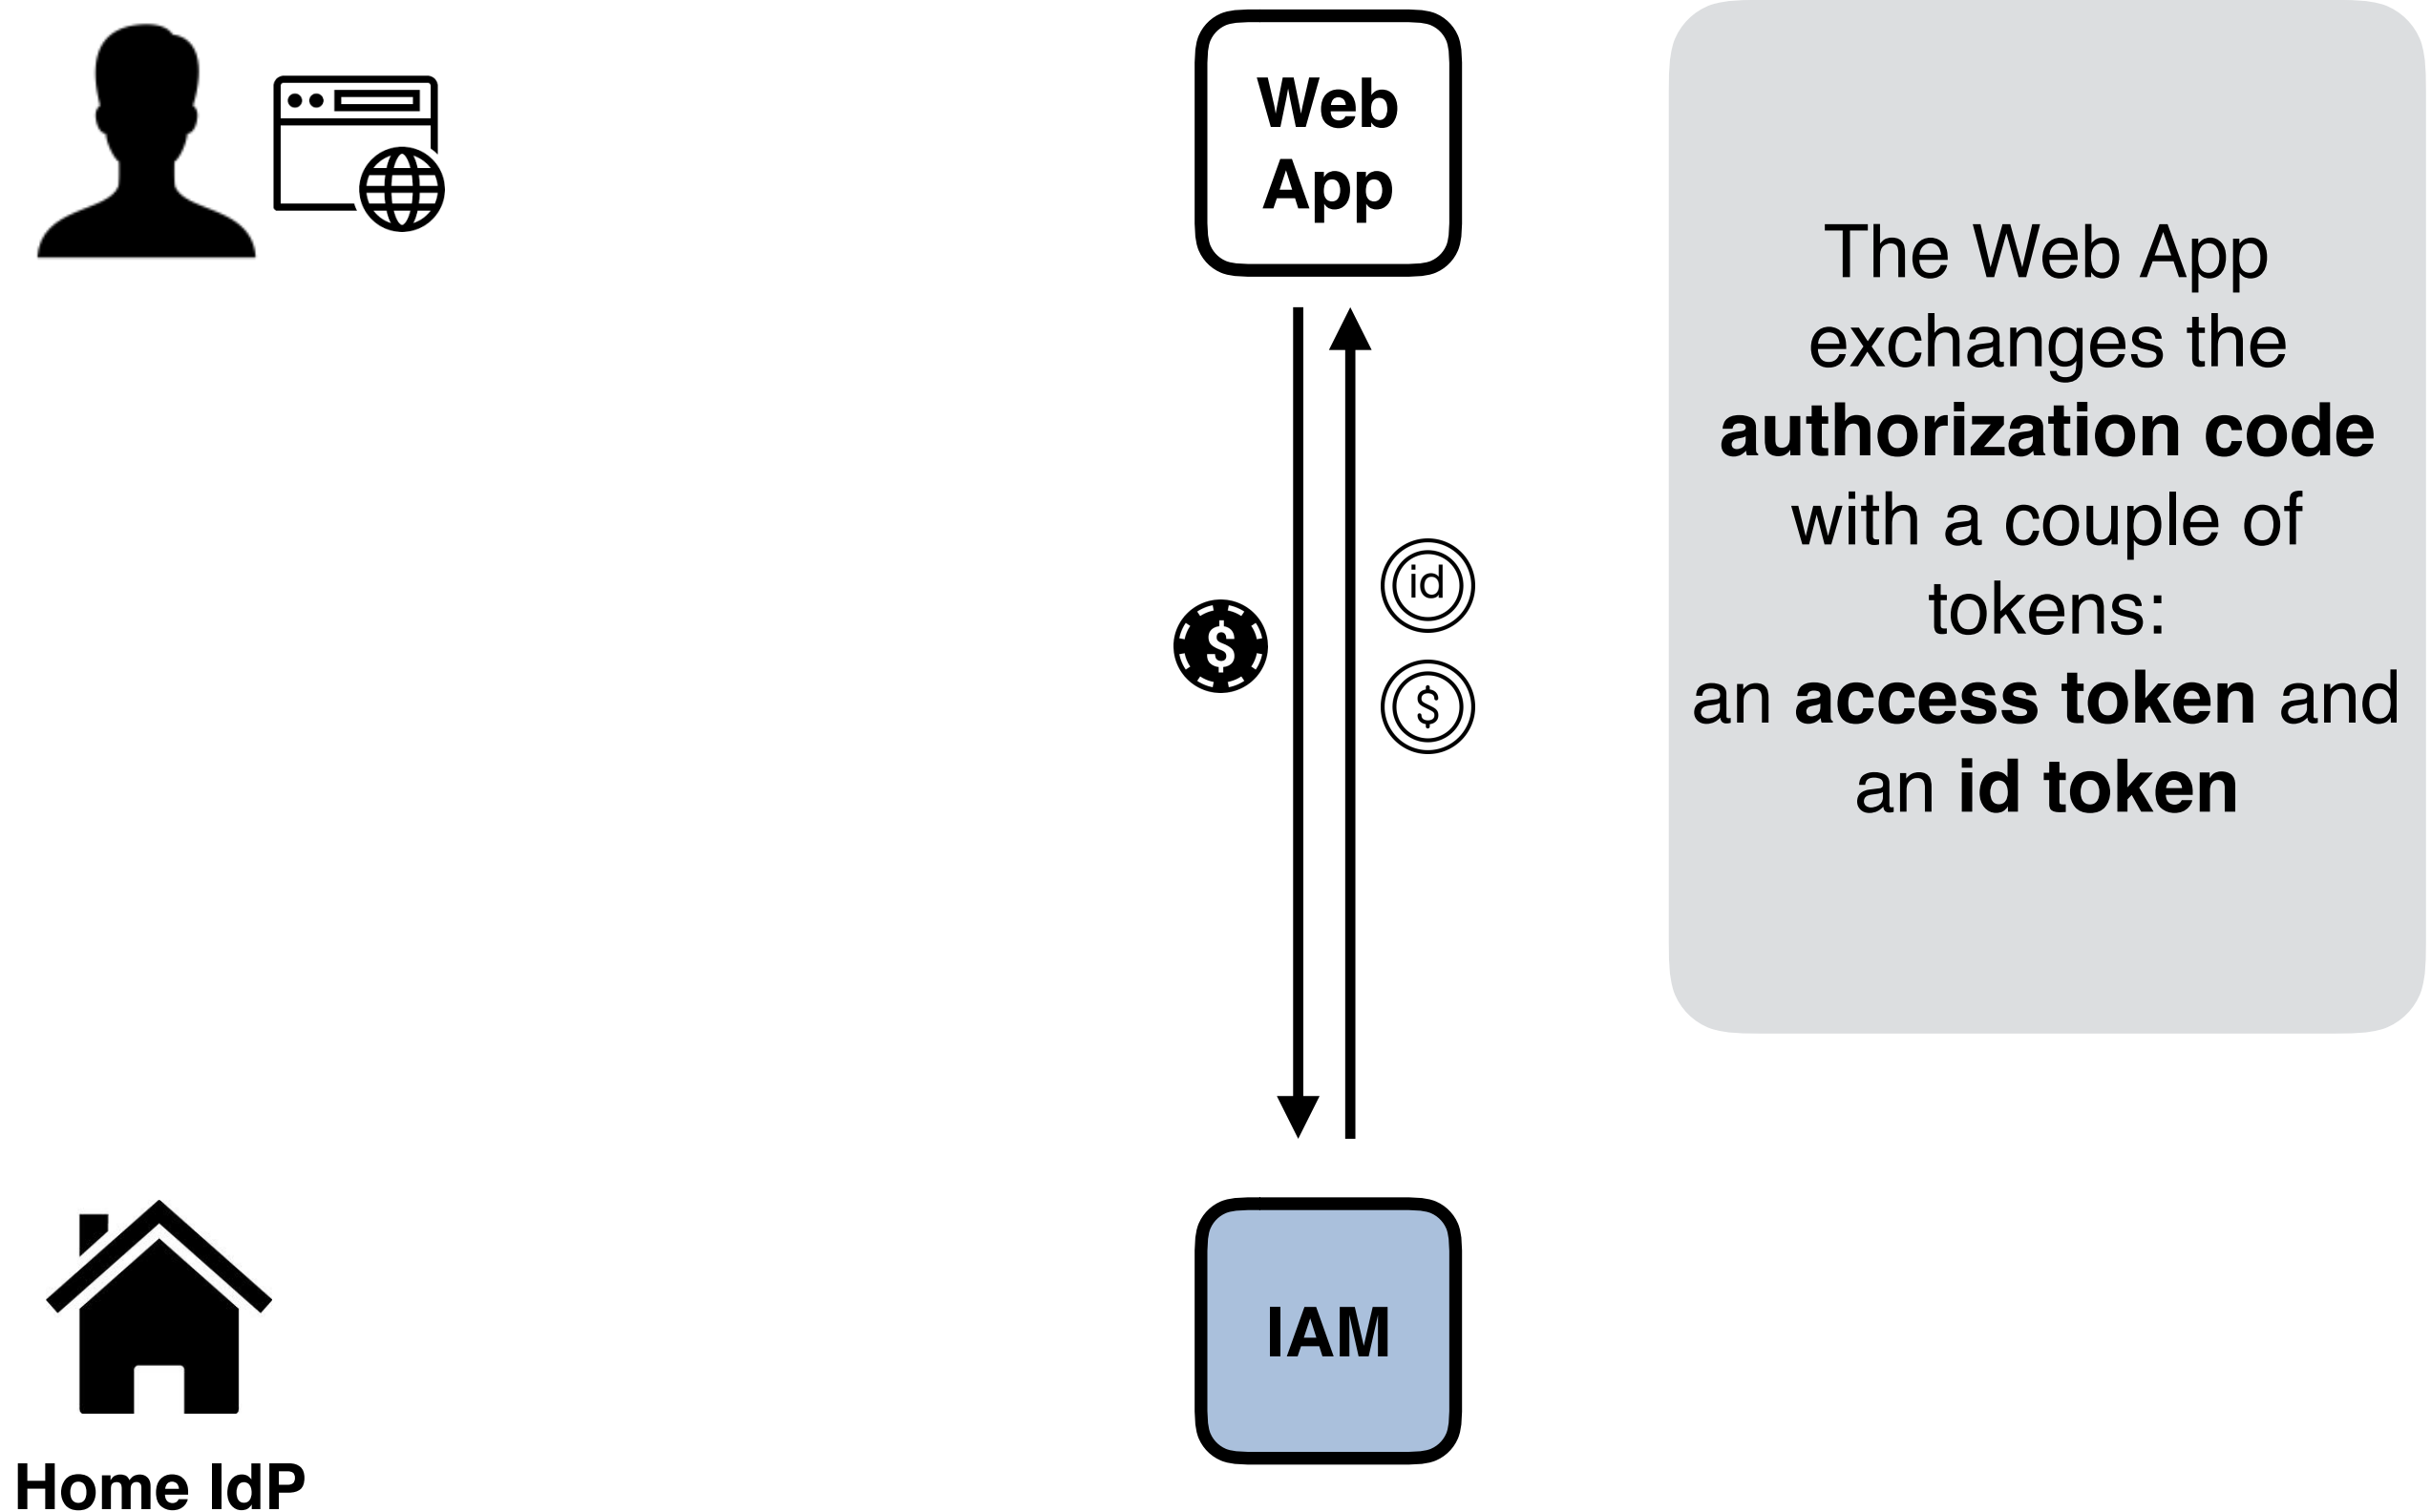 Web
App
The Web App
exchanges the
authorization code
with a couple of
tokens:
an access token and
an id token
id
$
$
IAM
Home IdP